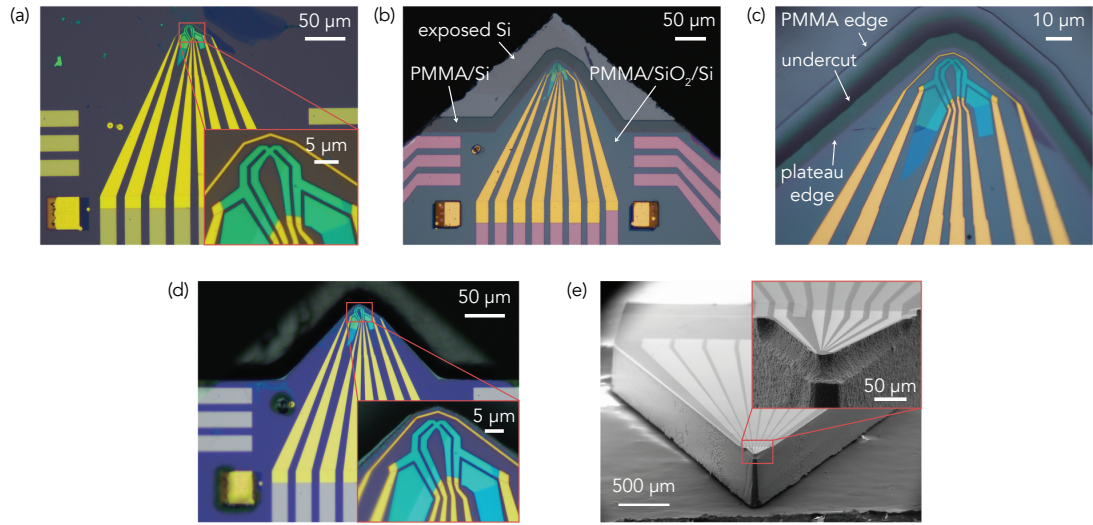 (a)
50 µm
5 µm
(b)
50 µm
exposed Si
PMMA/Si
PMMA/SiO2/Si
(c)
10 µm
PMMA edge
undercut
plateau
edge
(d)
50 µm
5 µm
(e)
50 µm
500 µm